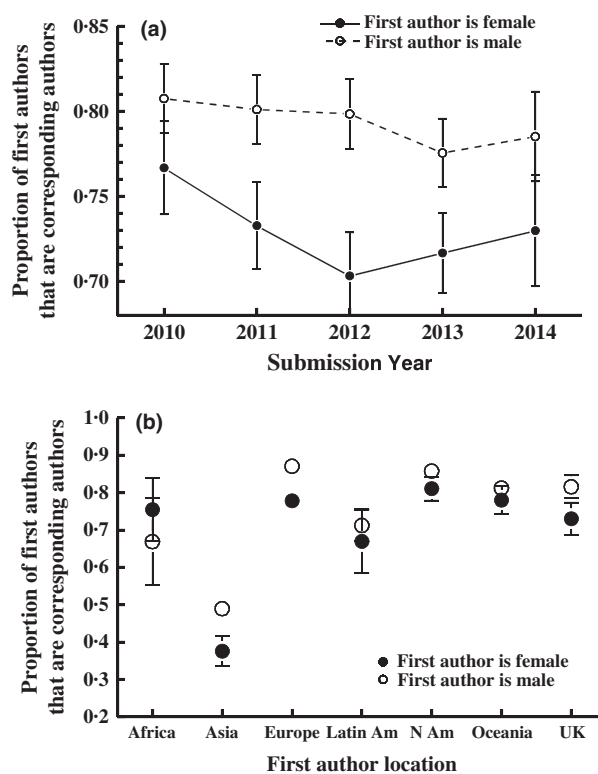 (a)
First author is female
First author is male
Proportion of first authors
that are corresponding authors
0·85
0·80
0·75
0·70
2010 2011 2012 2013 2014
Submission Year
(b)
Proportion of first authors
that are corresponding authors
1·0
0·9
0·8
0·7
0·6
0·5
0·4
0·3
0·2
First author is female
First author is male
Africa Asia Europe Latin Am N Am Oceania UK
First author location